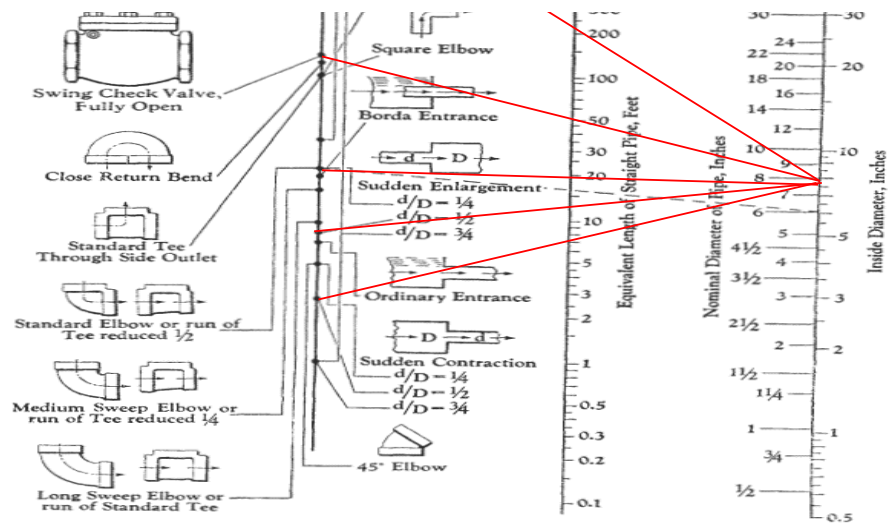 Swing Check Valve,
Fully Open
Close Return Bend
Standard Tee
Through Side Outlet
Standard Elbow or run of
Tee reduced ½
Medium Sweep Elbow or
run of Tee reduced ¼
Long Sweep Elbow or
run of Standard Tee
Square Elbow
Borda Entrance
d D
Sudden Enlargement
d/D = ¼
d/D = ½
d/D = ¾
Ordinary Entrance
D d
Sudden Contraction
d/D = ¼
d/D = ½
d/D = ¾
45° Elbow
200
100
50
30
20
10
5
3
2
1
0.5
0.3
0.2
0.1
Equivalent Length of Straight Pipe, Feet
30
24
22
20
18
16
14
12
10
9
8
7
6
5
4½
4
3½
3
2½
2
1½
1¼
1
¾
½
Nominal Diameter of Pipe, Inches
30
20
10
5
3
2
1
0.5
Inside Diameter, Inches